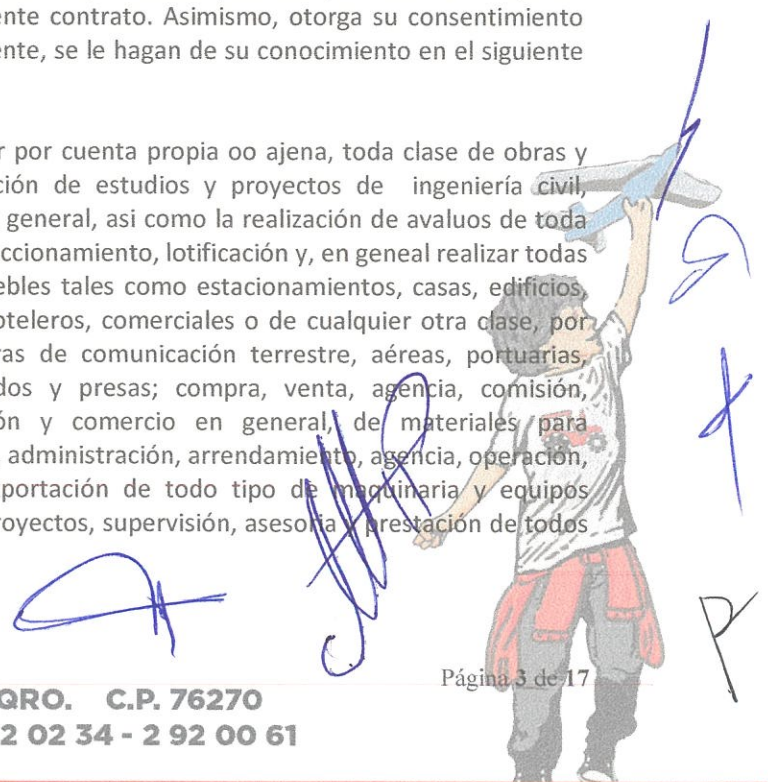 ente contrato. Asimismo, otorga su consentimiento
ente, se le hagan de su conocimiento en el siguiente
r por cuenta propia oo ajena, toda clase de obras y
ción de estudios y proyectos de ingeniería civil,
general, asi como la realización de avaluos de toda
ccionamiento, lotificación y, en geneal realizar todas
ebles tales como estacionamientos, casas, edificios,
oteleros, comerciales o de cualquier otra clase, por
as de comunicación terrestre, aéreas, portuarias,
dos y presas; compra, venta, agencia, comisión,
ón y comercio en general, de materiales para
administración, arrendamiento, agencia, operación,
portación de todo tipo de maquinaria y equipos
royectos, supervisión, asesoria y prestación de todos
Página 3 de 17
QRO. C.P. 76270
2 02 34 - 2 92 00 61